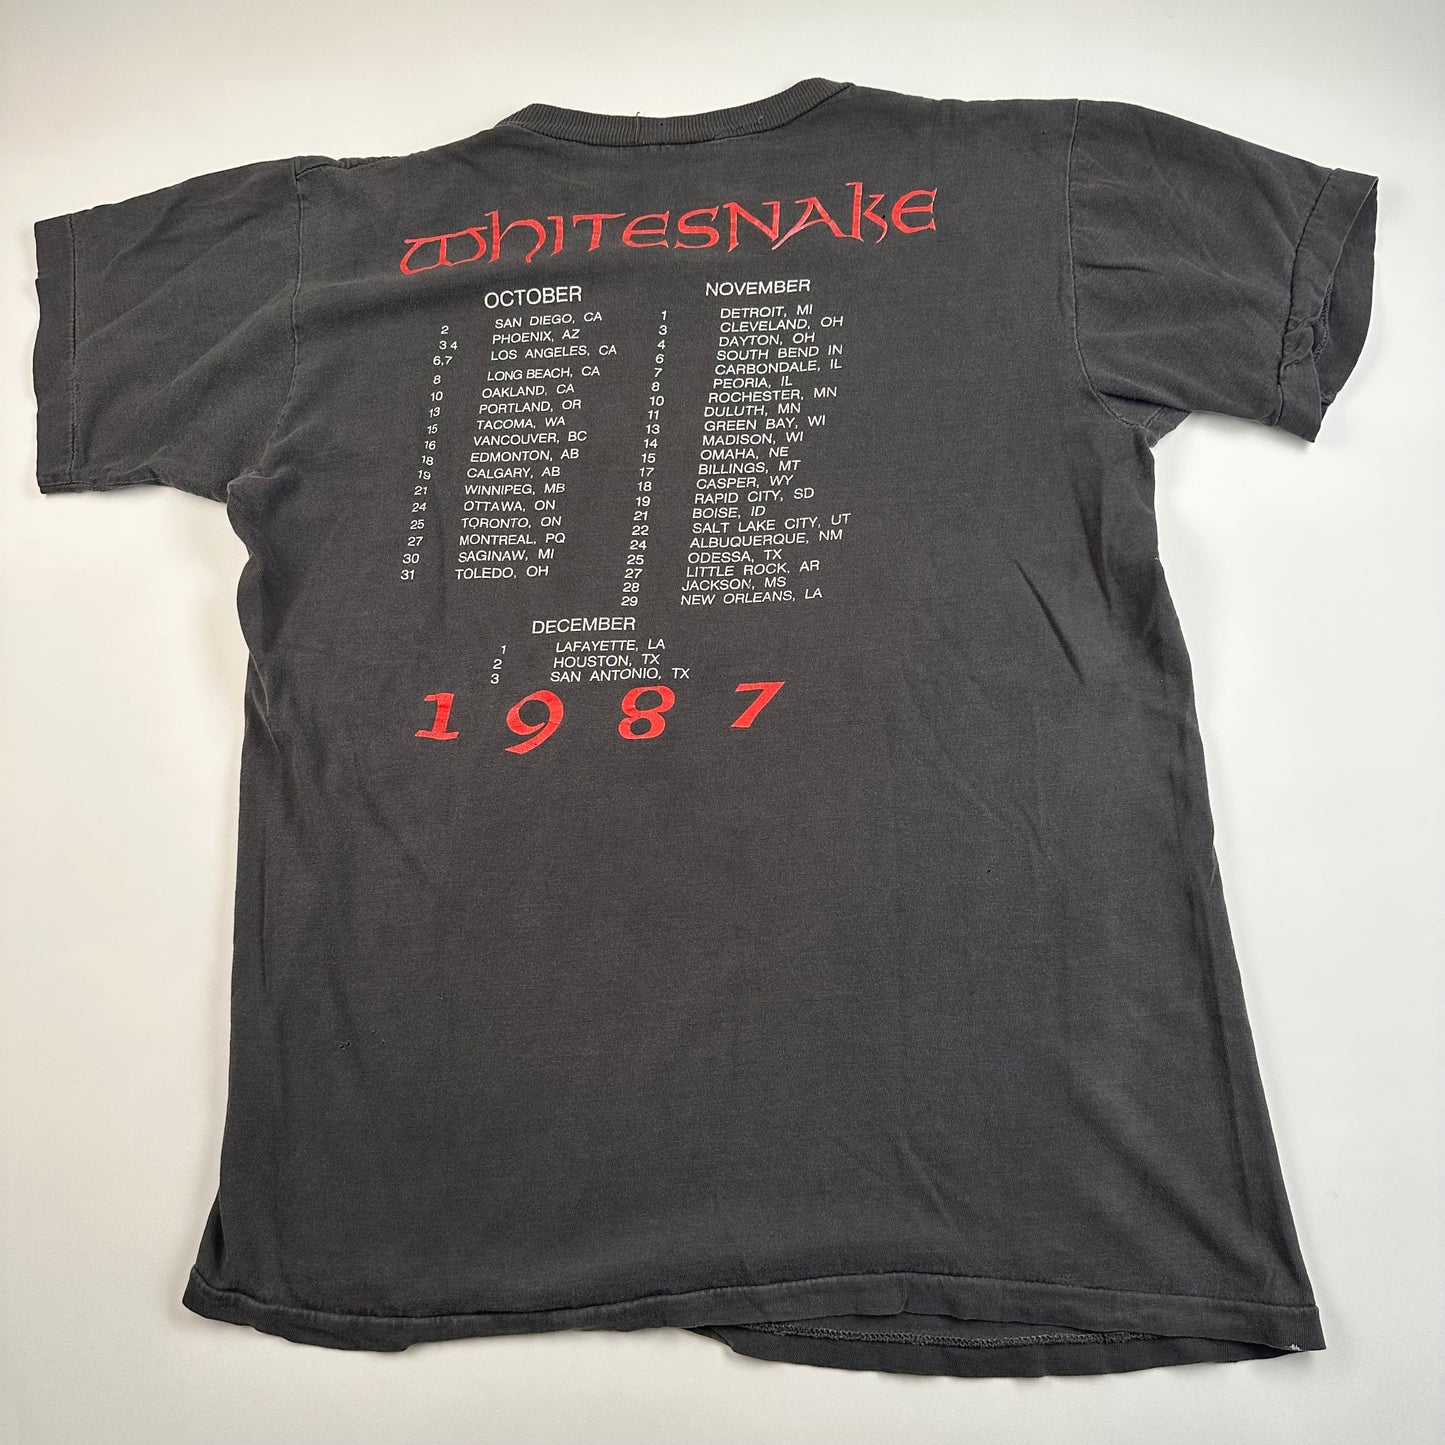 WHITESNAKE
OCTOBER
2 SAN DIEGO, CA
3 4 PHOENIX, AZ
6,7 LOS ANGELES, CA
8 LONG BEACH, CA
10 OAKLAND, CA
13 PORTLAND, OR
15 TACOMA, WA
16 VANCOUVER, BC
18 EDMONTON, AB
19 CALGARY, AB
21 WINNIPEG, MB
24 OTTAWA, ON
25 TORONTO, ON
27 MONTREAL, PQ
30 SAGINAW, MI
31 TOLEDO, OH
NOVEMBER
1 DETROIT, MI
3 CLEVELAND, OH
4 DAYTON, OH
6 SOUTH BEND IN
7 CARBONDALE, IL
8 PEORIA, IL
10 ROCHESTER, MN
11 DULUTH, MN
13 GREEN BAY, WI
14 MADISON, WI
15 OMAHA, NE
17 BILLINGS, MT
18 CASPER, WY
19 RAPID CITY, SD
21 BOISE, ID
22 SALT LAKE CITY, UT
24 ALBUQUERQUE, NM
25 ODESSA, TX
27 LITTLE ROCK, AR
28 JACKSON, MS
29 NEW ORLEANS, LA
DECEMBER
1 LAFAYETTE, LA
2 HOUSTON, TX
3 SAN ANTONIO, TX
1987